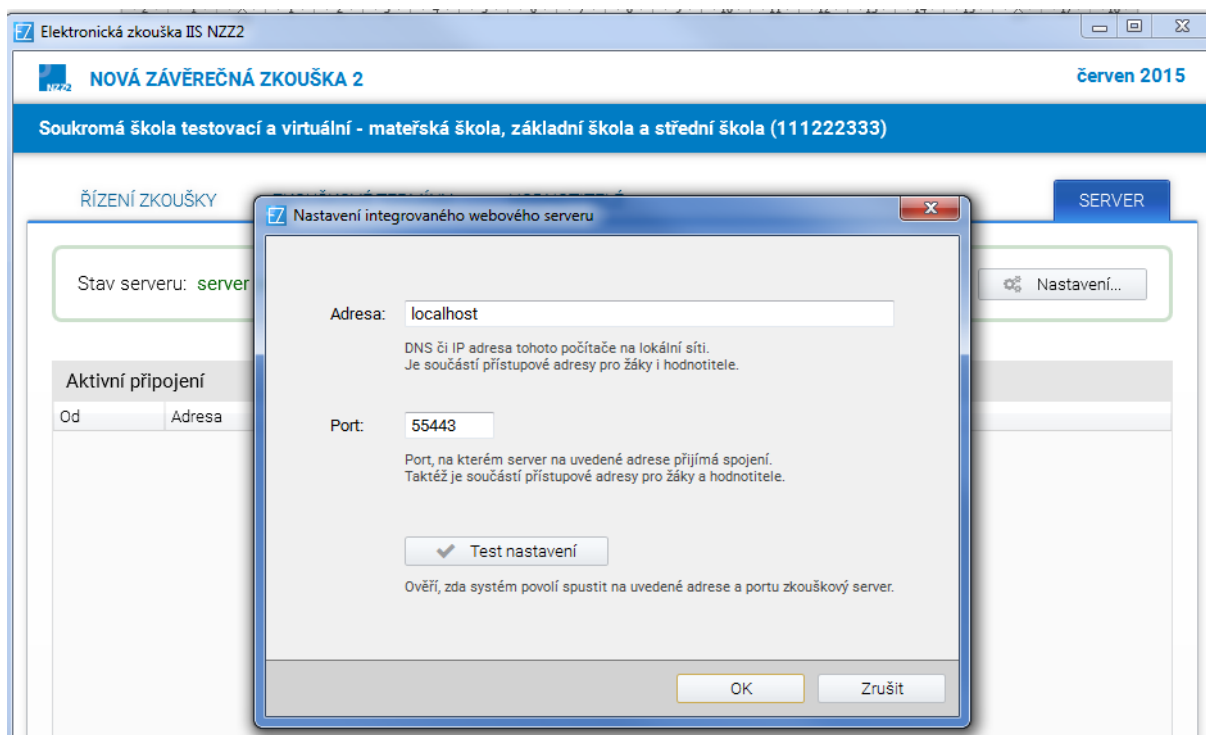 Elektronická zkouška IIS NZZ2
NZZ2
NOVÁ ZÁVĚREČNÁ ZKOUŠKA 2
červen 2015
Soukromá škola testovací a virtuální - mateřská škola, základní škola a střední škola (111222333)
ŘÍZENÍ ZKOUŠKY
SERVER
Nastavení integrovaného webového serveru
Stav serveru: server
Nastavení...
Adresa: localhost
DNS či IP adresa tohoto počítače na lokální síti.
Je součástí přístupové adresy pro žáky i hodnotitele.
Aktivní připojení
Od Adresa
Port: 55443
Port, na kterém server na uvedené adrese přijímá spojení.
Taktéž je součástí přístupové adresy pro žáky a hodnotitele.
Test nastavení
Ověří, zda systém povolí spustit na uvedené adrese a portu zkouškový server.
OK Zrušit